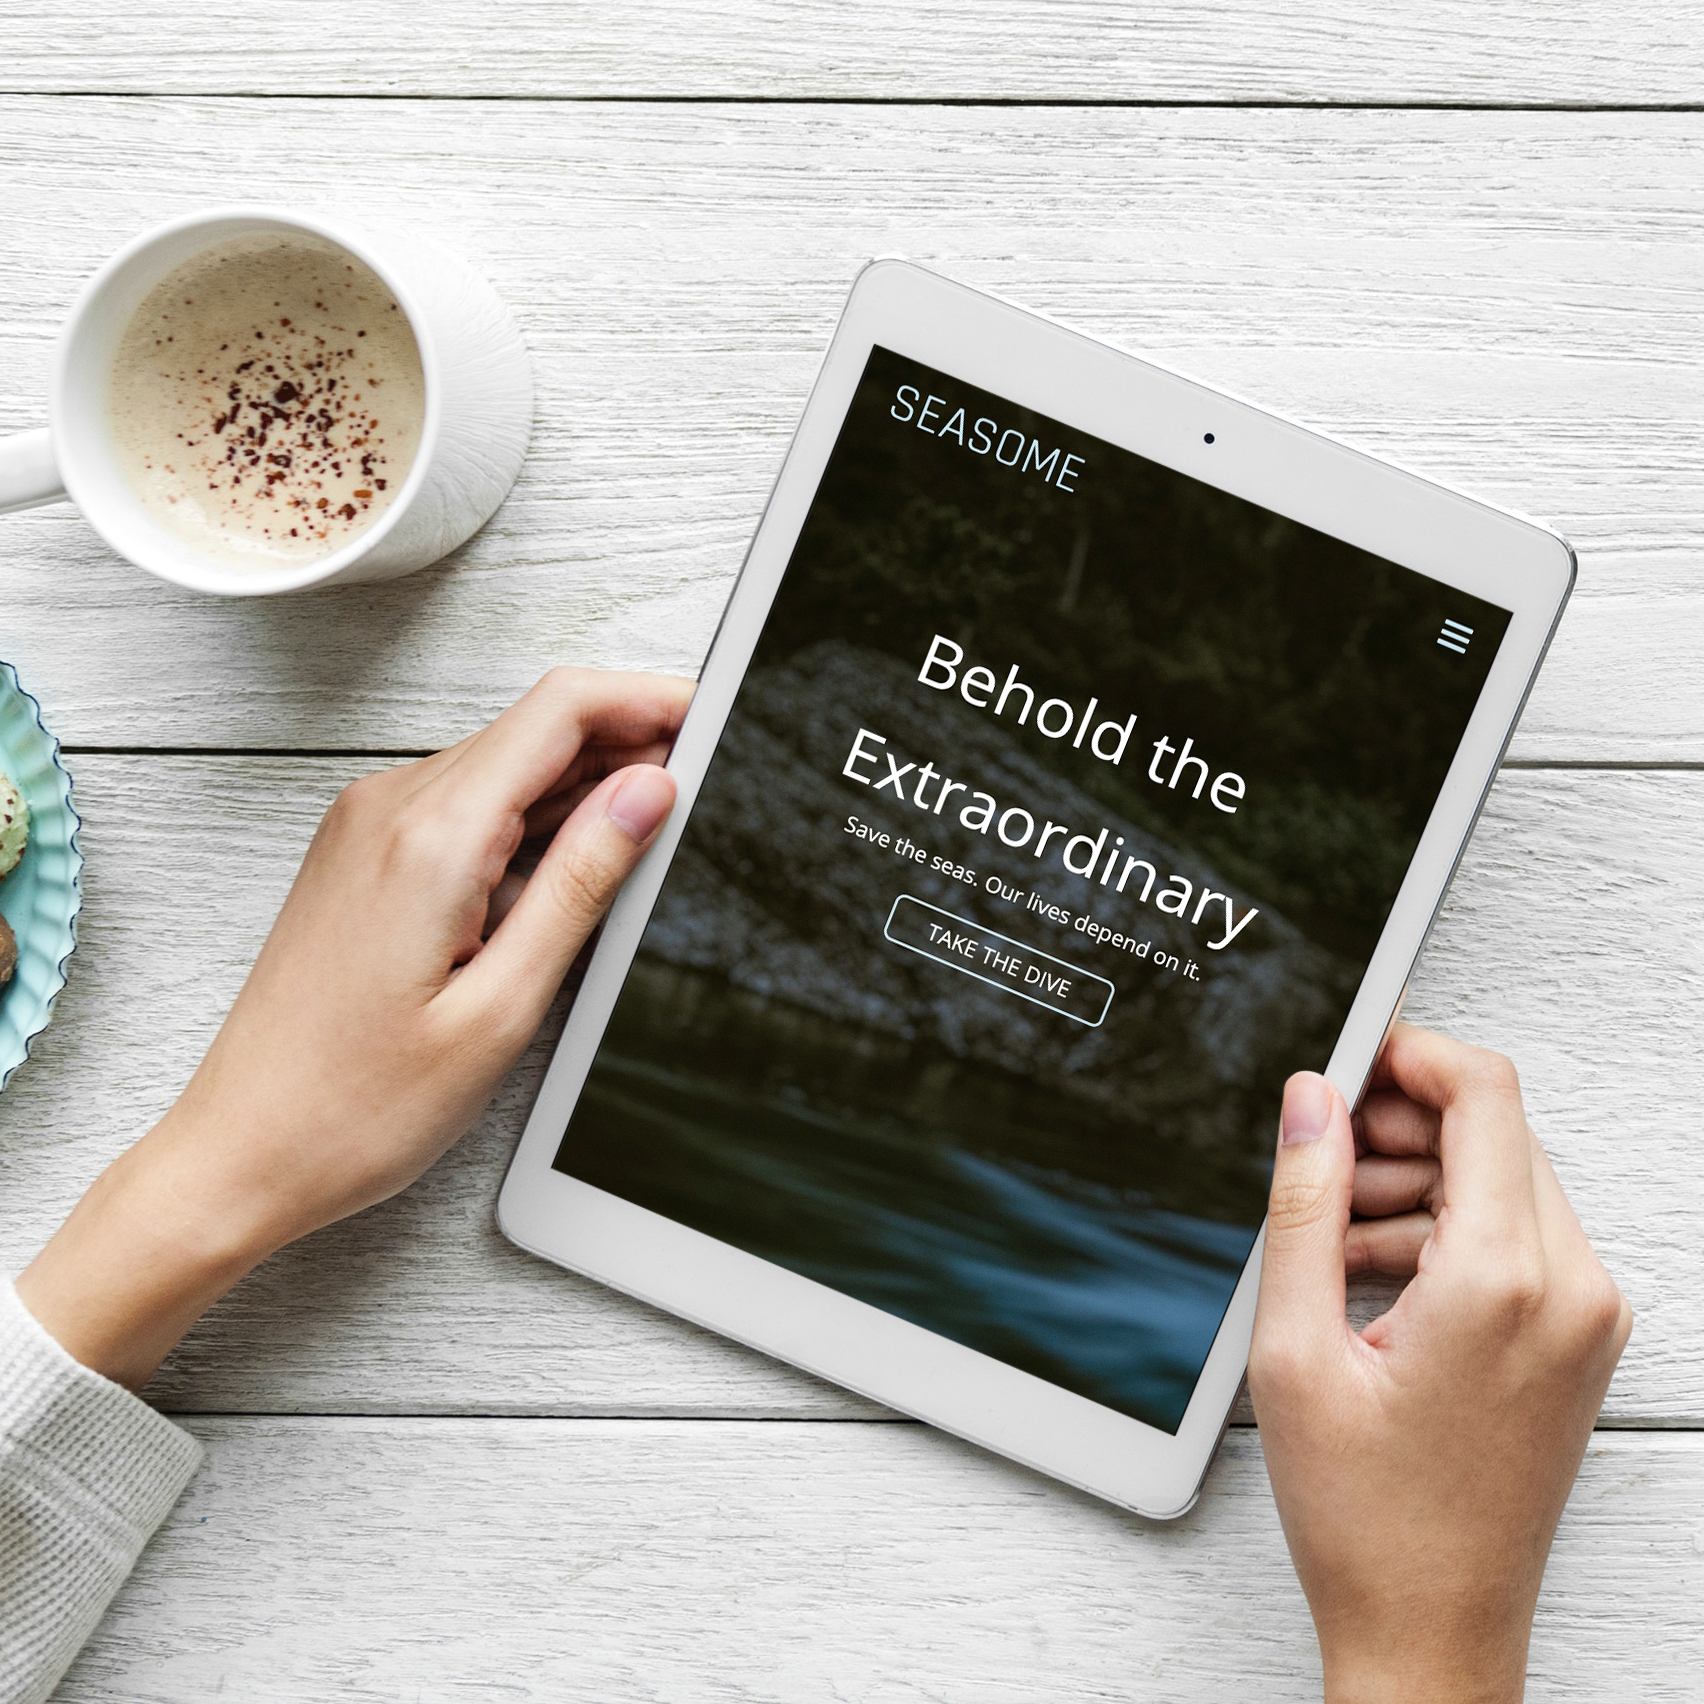 SEASOME
Behold the
Extraordinary
Save the seas. Our lives depend on it.
TAKE THE DIVE